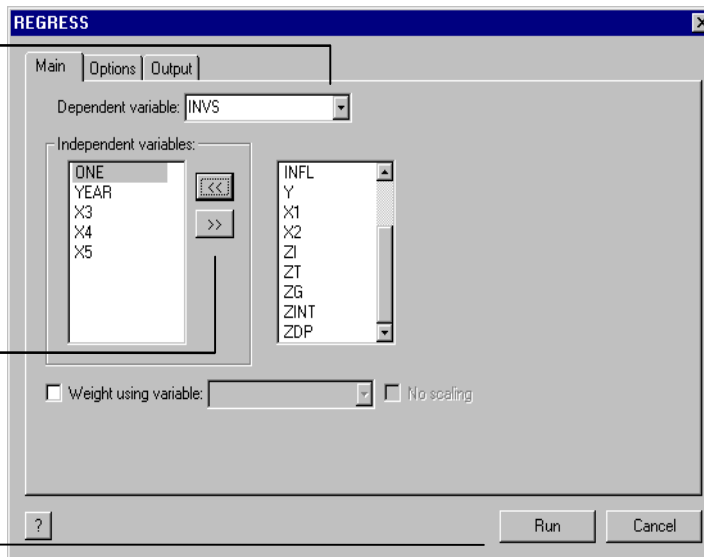 REGRESS
Main Options Output
Dependent variable: INVS
Independent variables:
ONE
YEAR
X3
X4
X5
<<
>>
INFL
Y
X1
X2
ZI
ZT
ZG
ZINT
ZDP
Weight using variable:
No scaling
?
Run
Cancel